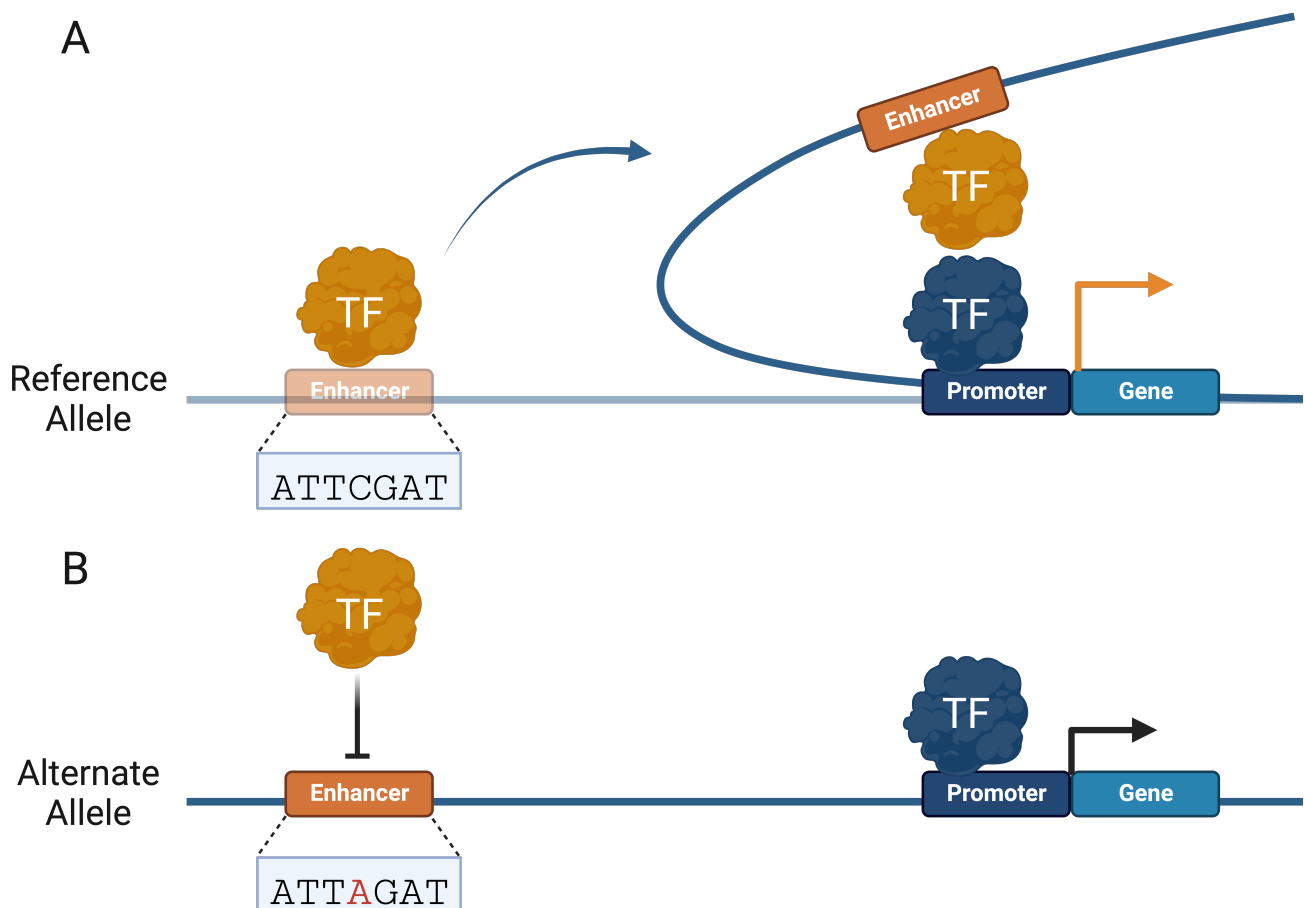 A
Enhancer
TF
TF
TF
Reference
Allele
Enhancer
Promoter
Gene
ATTCGAT
B
TF
TF
Alternate
Allele
Enhancer
Promoter
Gene
ATTAGAT